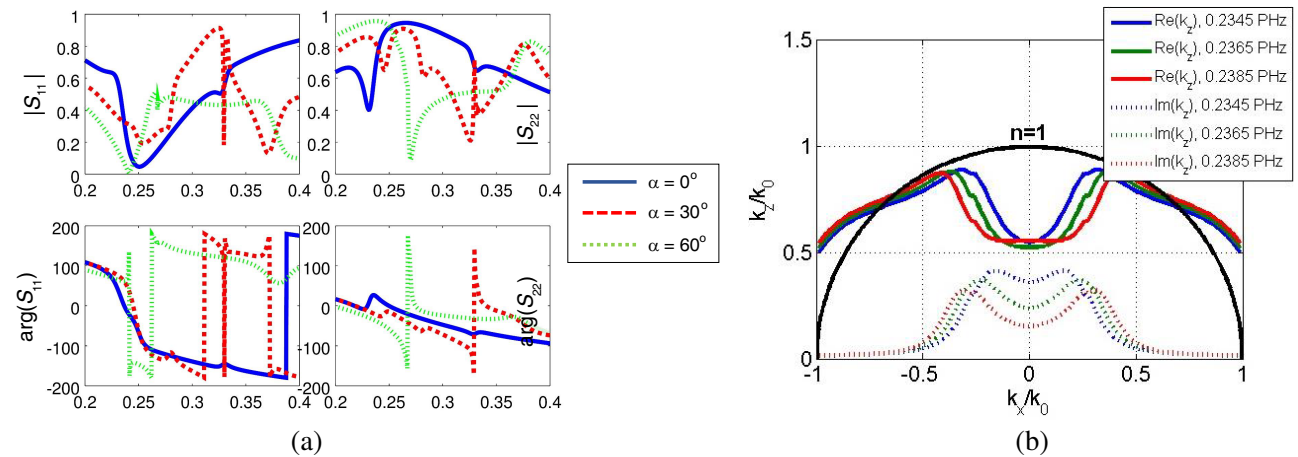 |S11|
1
0.8
0.6
0.4
0.2
0
0.2 0.25 0.3 0.35 0.4
|S22|
1
0.8
0.6
0.4
0.2
0
0.2 0.25 0.3 0.35 0.4
arg(S11)
200
100
0
-100
-200
0.2 0.25 0.3 0.35 0.4
arg(S22)
200
100
0
-100
-200
0.2 0.25 0.3 0.35 0.4
α = 0°
α = 30°
α = 60°
(a)
Re(kz), 0.2345 PHz
Re(kz), 0.2365 PHz
Re(kz), 0.2385 PHz
Im(kz), 0.2345 PHz
Im(kz), 0.2365 PHz
Im(kz), 0.2385 PHz
n=1
kz/k0
1.5
1
0.5
0
-1 -0.5 0 0.5 1
kx/k0
(b)